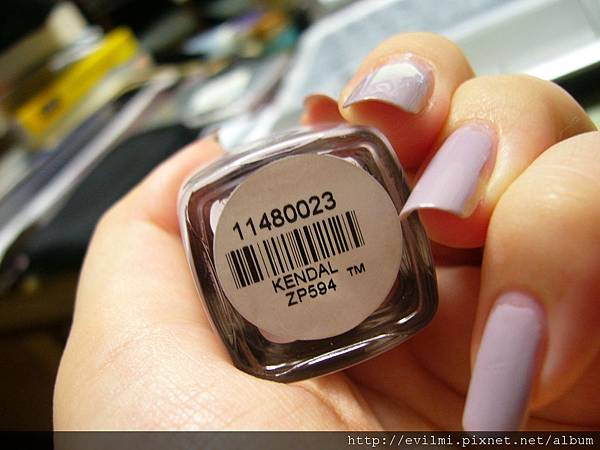 11480023
KENDAL ™
ZP594
http://evilmi.pixnet.net/album